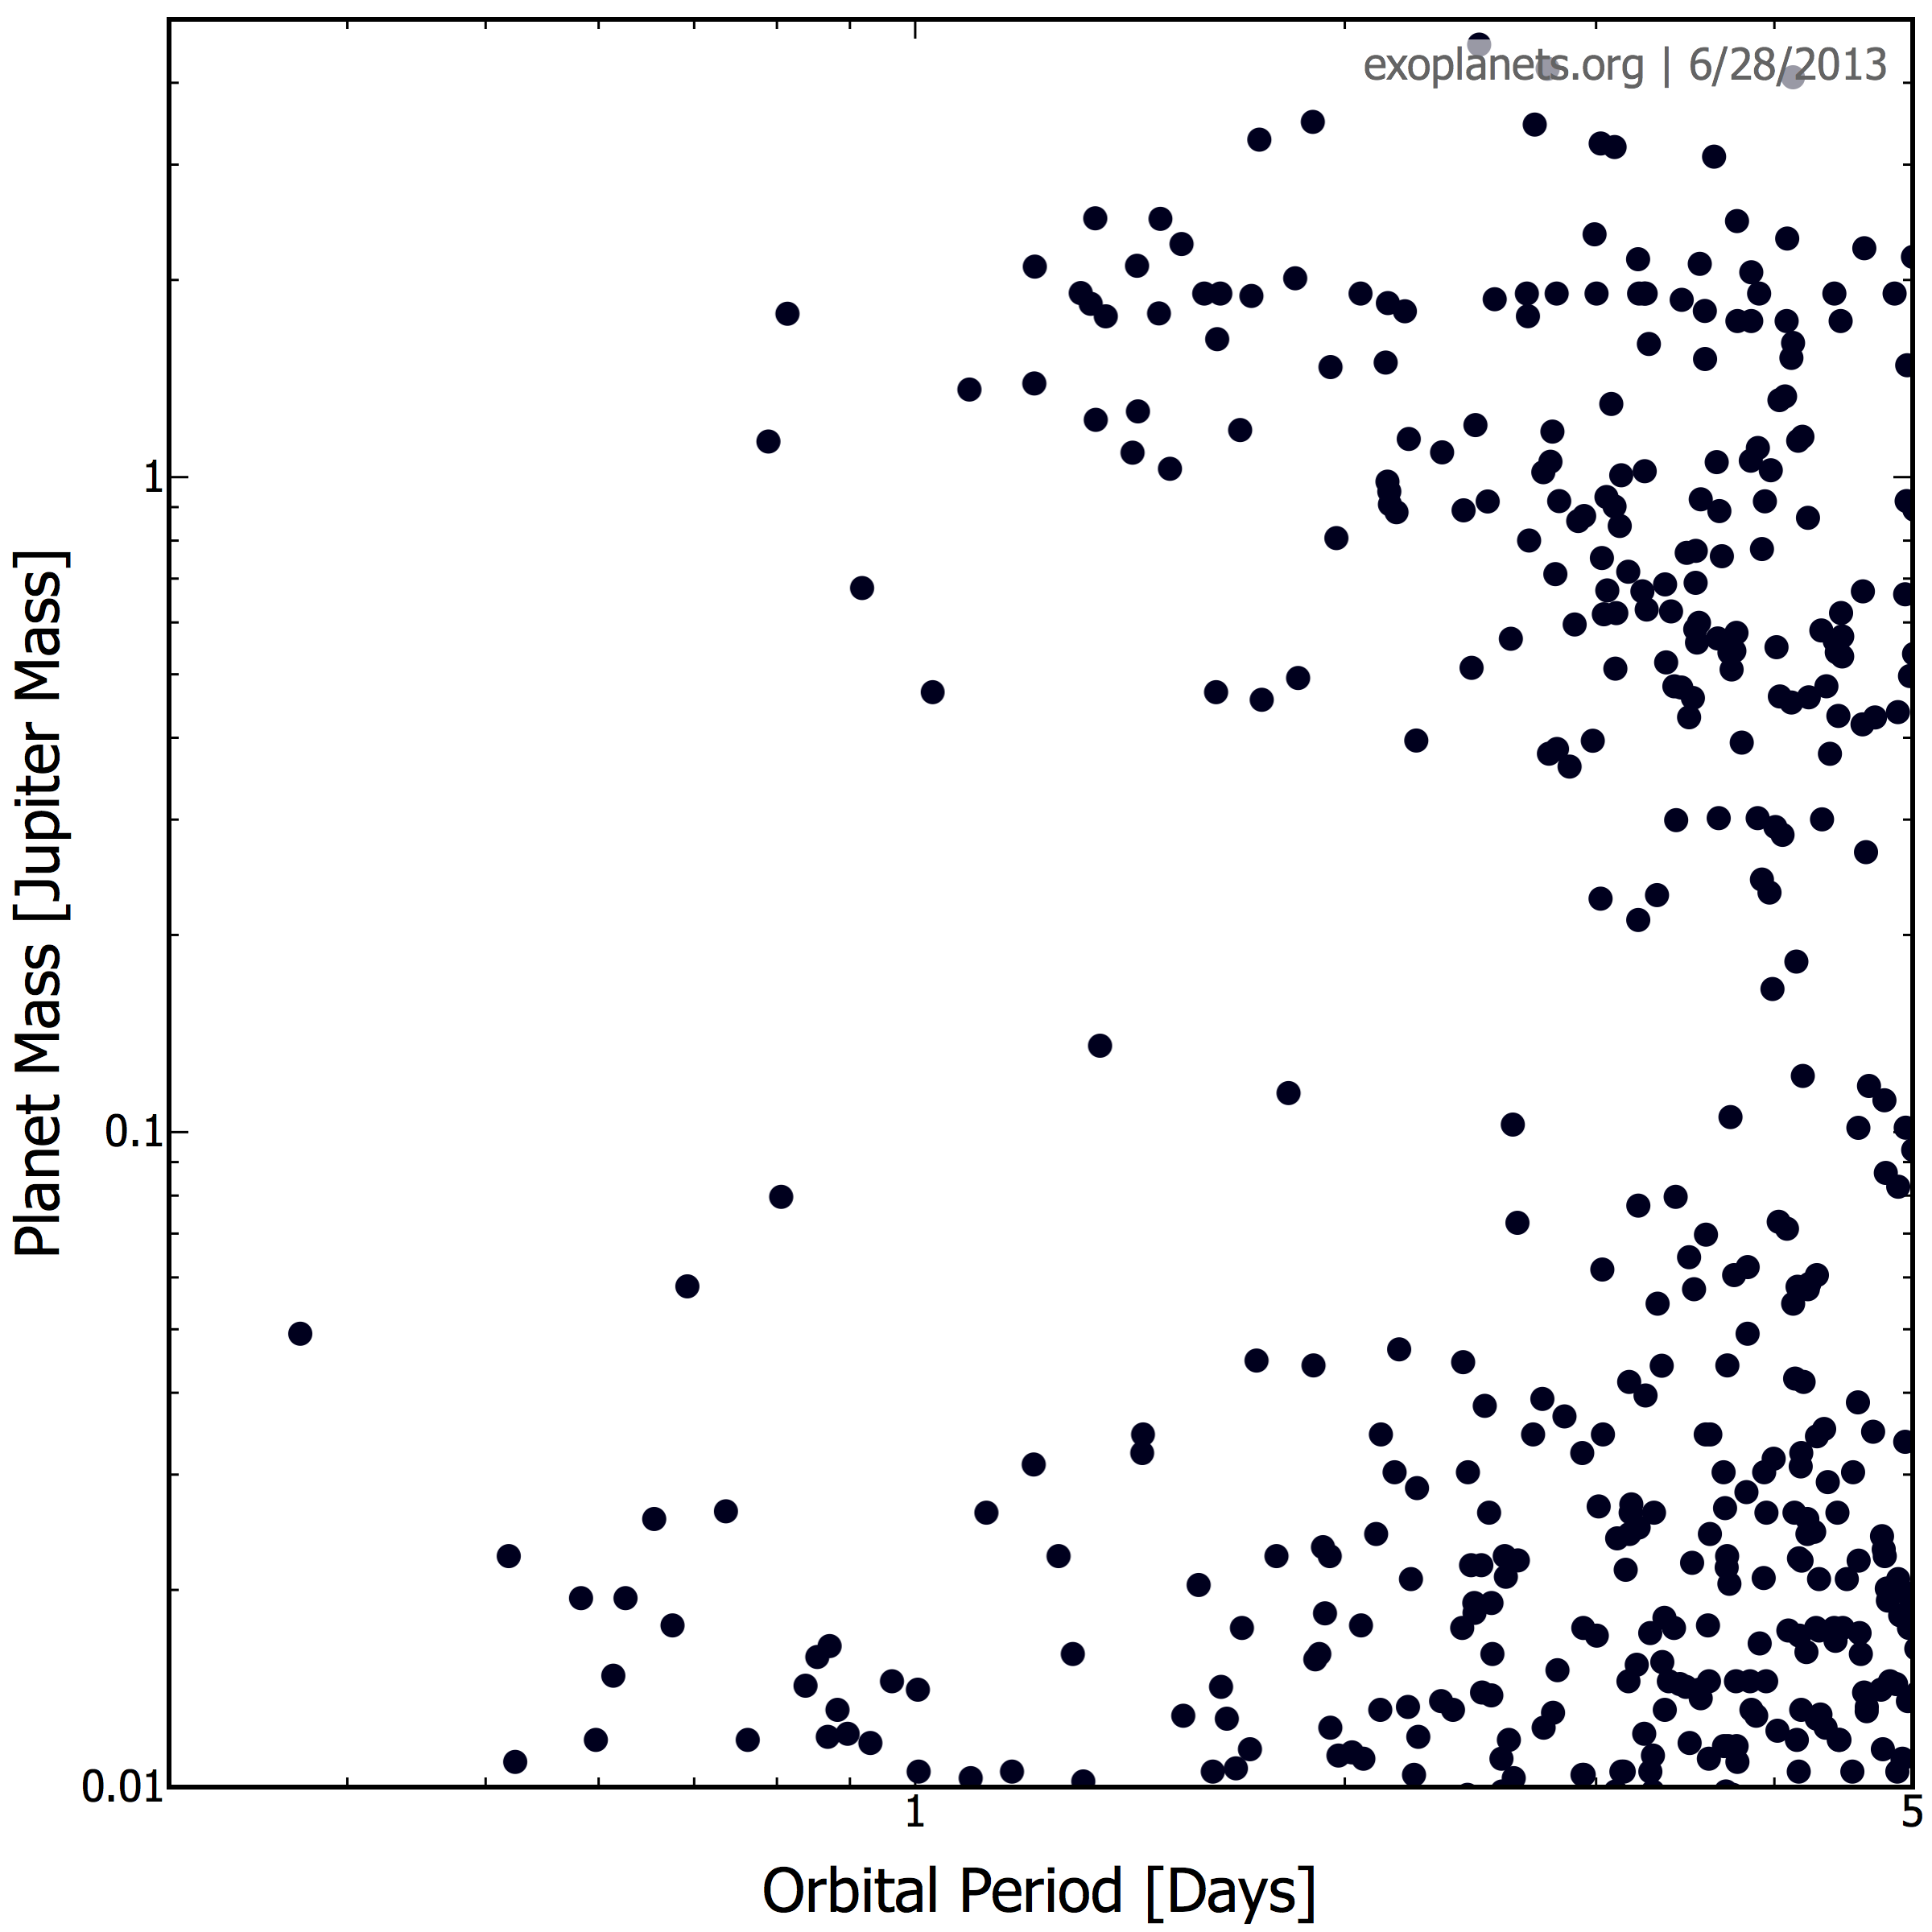 exoplanets.org | 6/28/2013
Planet Mass [Jupiter Mass]
1
0.1
0.01
1
5
Orbital Period [Days]